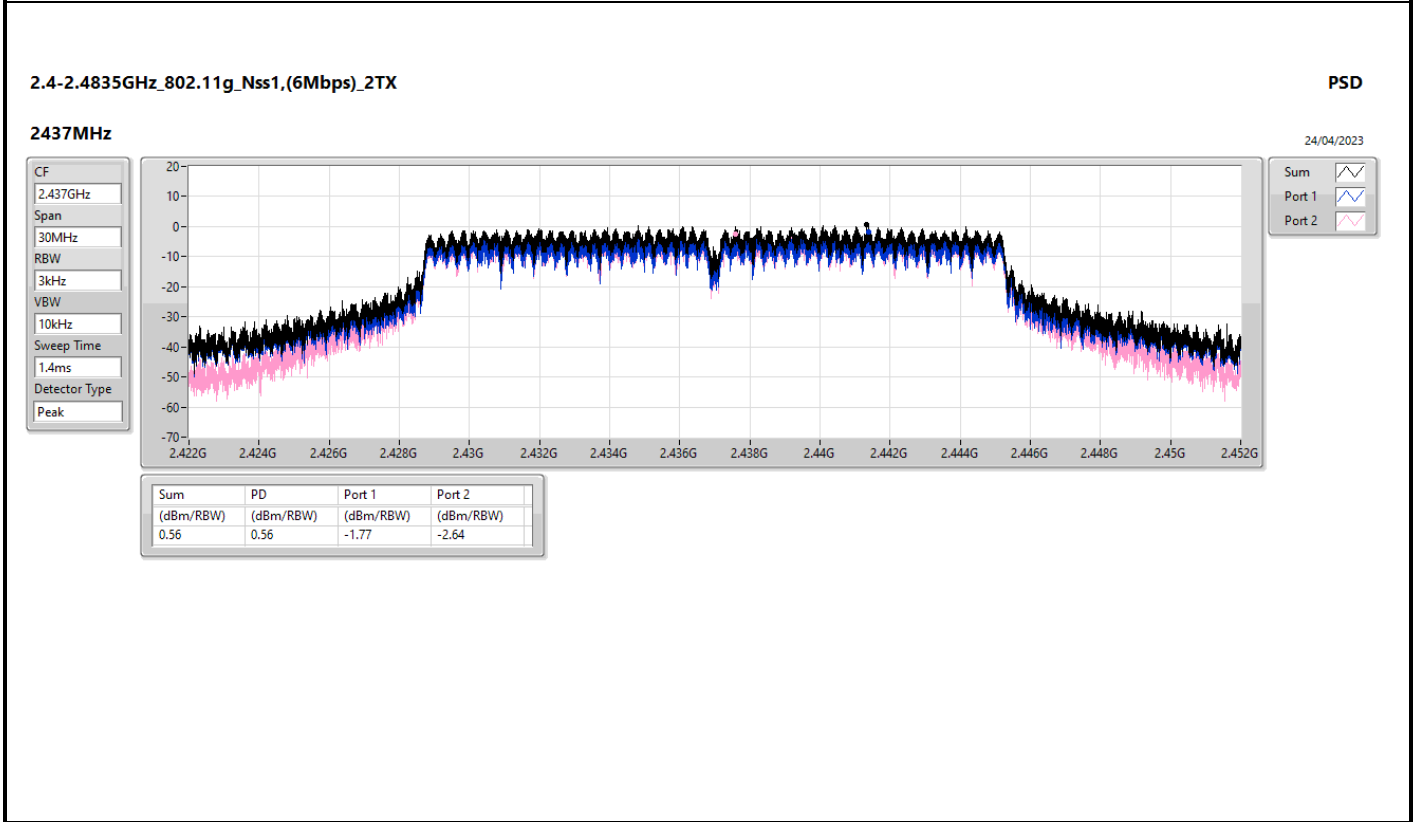 2.4-2.4835GHz_802.11g_Nss1,(6Mbps)_2TX
PSD
2437MHz
24/04/2023
CF
2.437GHz
Span
30MHz
RBW
3kHz
VBW
10kHz
Sweep Time
1.4ms
Detector Type
Peak
20
10
0
-10
-20
-30
-40
-50
-60
-70
2.422G 2.424G 2.426G 2.428G 2.43G 2.432G 2.434G 2.436G 2.438G 2.44G 2.442G 2.444G 2.446G 2.448G 2.45G 2.452G
Sum
Port 1
Port 2
Sum PD Port 1 Port 2
(dBm/RBW) (dBm/RBW) (dBm/RBW) (dBm/RBW)
0.56 0.56 -1.77 -2.64